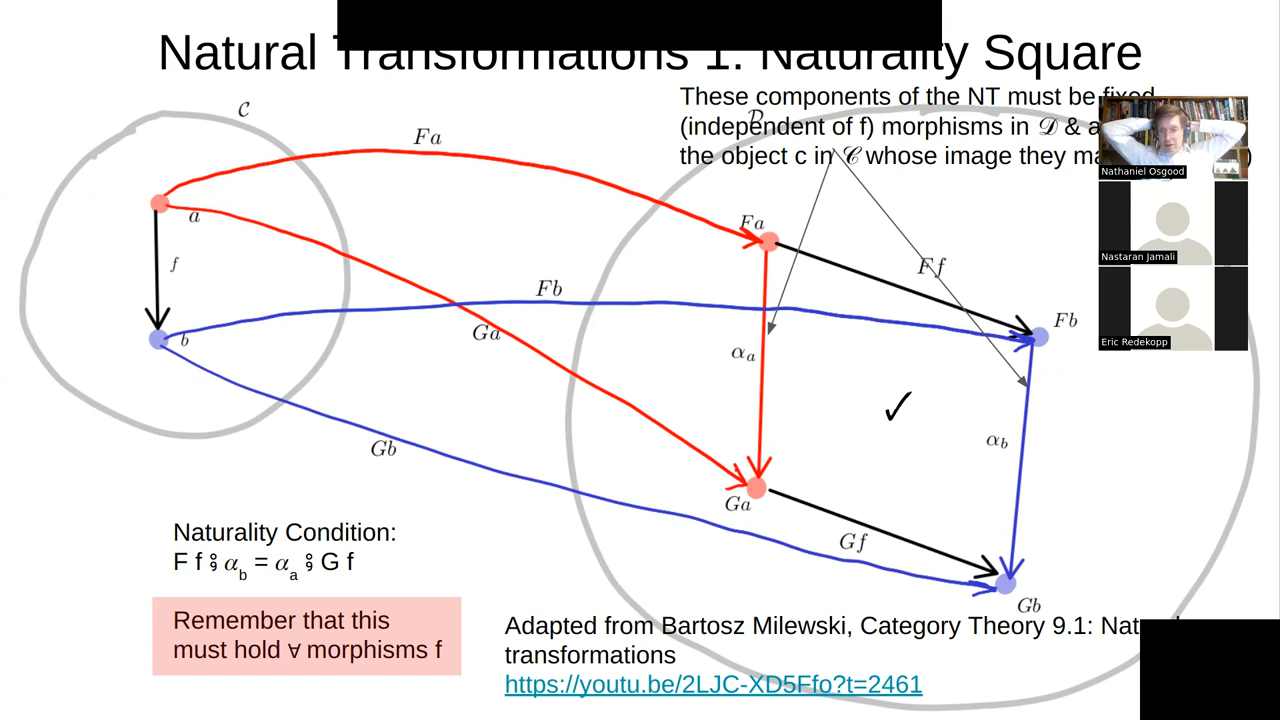 Natural Transformations 1: Naturality Square
These components of the NT must be fixed
(independent of f) morphisms in 𝒟 & a
the object c in 𝒞 whose image they ma )
𝒞
𝒟
Fa
a
f
b
Fb
Ga
Gb
Fa
Ff
Fb
α_a
α_b
Ga
Gf
Gb
✓
Nathaniel Osgood
Nastaran Jamali
Eric Redekopp
Naturality Condition:
F f ⨟ α_b = α_a ⨟ G f
Remember that this
must hold ∀ morphisms f
Adapted from Bartosz Milewski, Category Theory 9.1: Natural
transformations
https://youtu.be/2LJC-XD5Ffo?t=2461